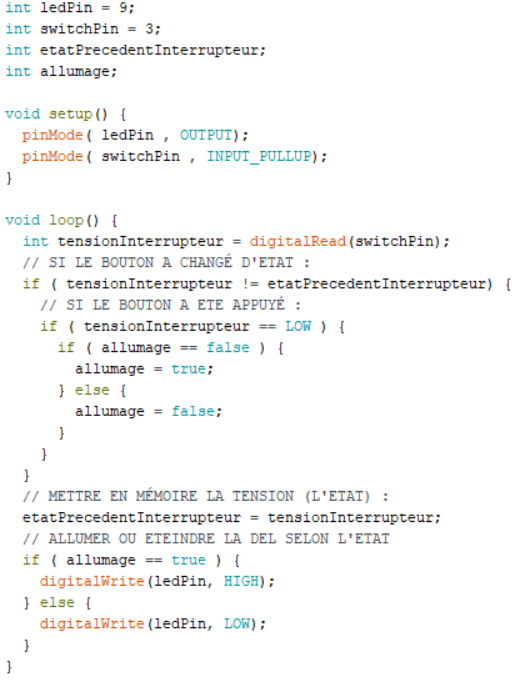 int ledPin = 9;
int switchPin = 3;
int etatPrecedentInterrupteur;
int allumage;

void setup() {
  pinMode( ledPin , OUTPUT);
  pinMode( switchPin , INPUT_PULLUP);
}

void loop() {
  int tensionInterrupteur = digitalRead(switchPin);
  // SI LE BOUTON A CHANGÉ D'ETAT :
  if ( tensionInterrupteur != etatPrecedentInterrupteur) {
    // SI LE BOUTON A ETE APPUYÉ :
    if ( tensionInterrupteur == LOW ) {
      if ( allumage == false ) {
        allumage = true;
      } else {
        allumage = false;
      }
    }
  }
  // METTRE EN MÉMOIRE LA TENSION (L'ETAT) :
  etatPrecedentInterrupteur = tensionInterrupteur;
  // ALLUMER OU ETEINDRE LA DEL SELON L'ETAT
  if ( allumage == true ) {
    digitalWrite(ledPin, HIGH);
  } else {
    digitalWrite(ledPin, LOW);
  }
}